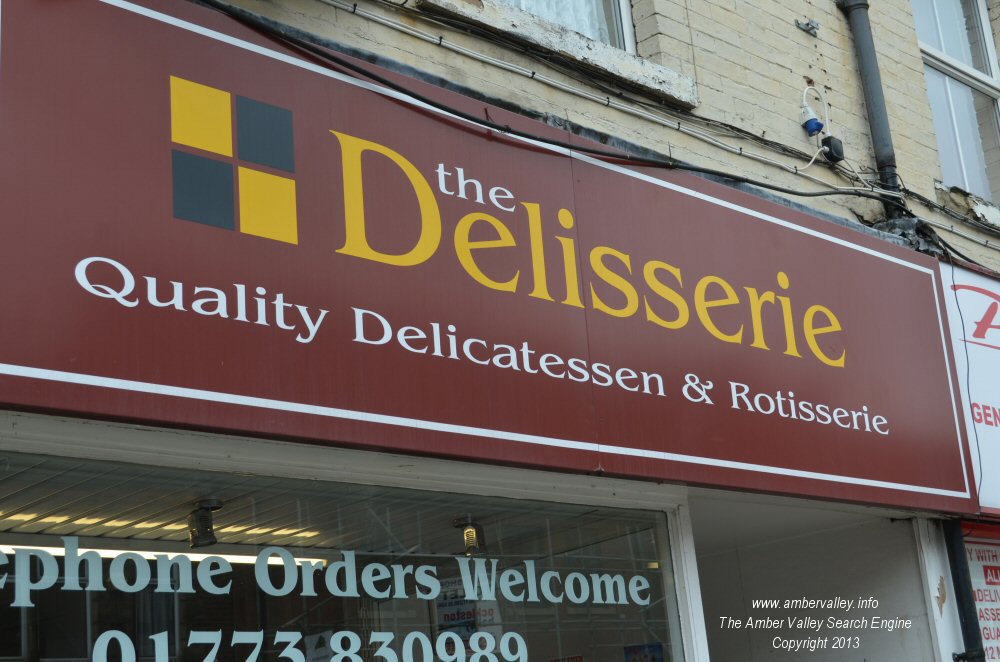 the
Delisserie
Quality Delicatessen & Rotisserie
ephone Orders Welcome
01773 830989
GEN
www.ambervalley.info
The Amber Valley Search Engine
Copyright 2013